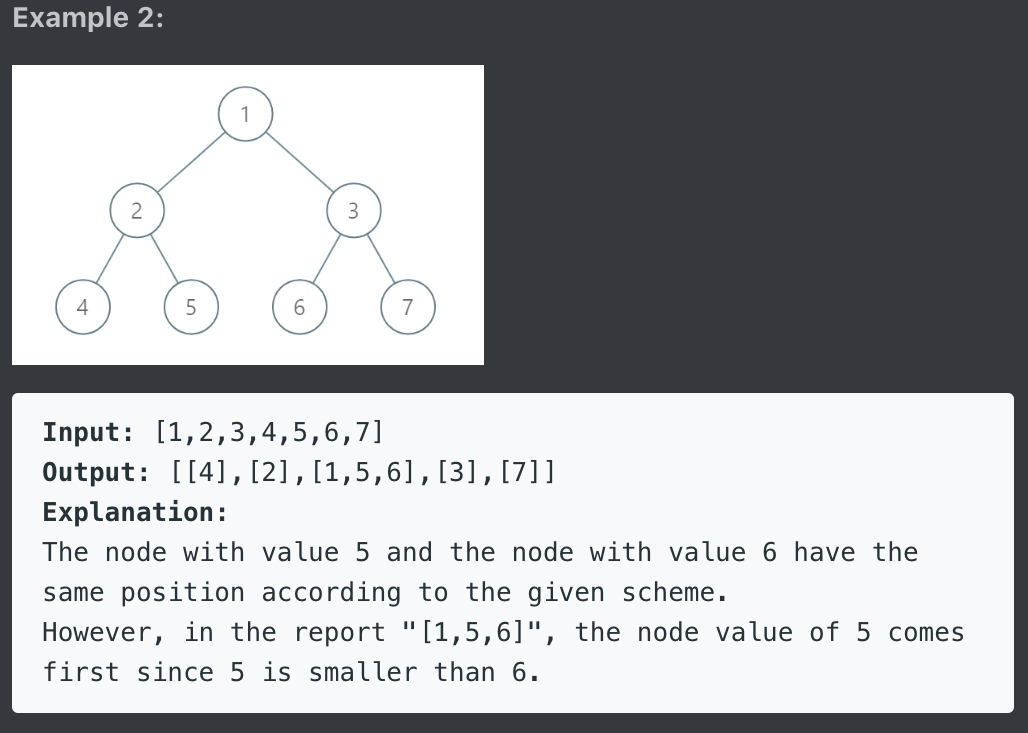 Example 2:
1
2 3
4 5 6 7
Input: [1,2,3,4,5,6,7]
Output: [[4],[2],[1,5,6],[3],[7]]
Explanation:
The node with value 5 and the node with value 6 have the
same position according to the given scheme.
However, in the report "[1,5,6]", the node value of 5 comes
first since 5 is smaller than 6.